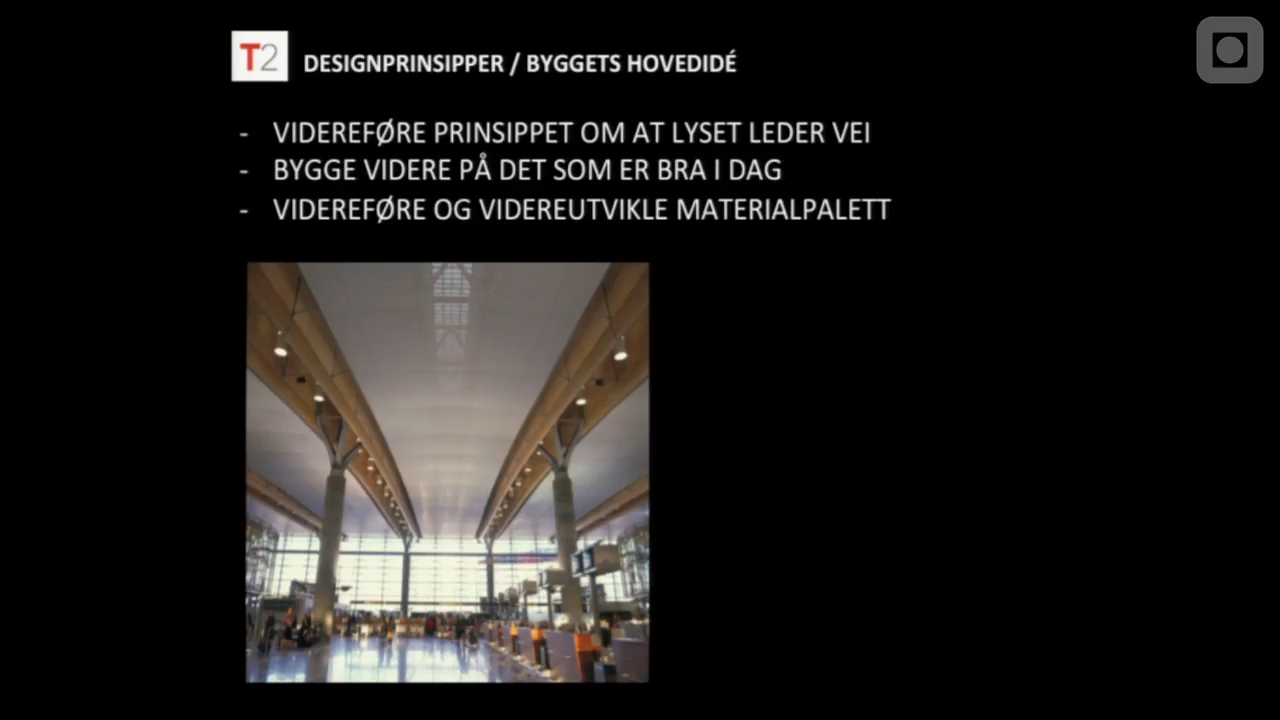 T2 DESIGNPRINSIPPER / BYGGETS HOVEDIDÉ
- VIDEREFØRE PRINSIPPET OM AT LYSET LEDER VEI
- BYGGE VIDERE PÅ DET SOM ER BRA I DAG
- VIDEREFØRE OG VIDEREUTVIKLE MATERIALPALETT